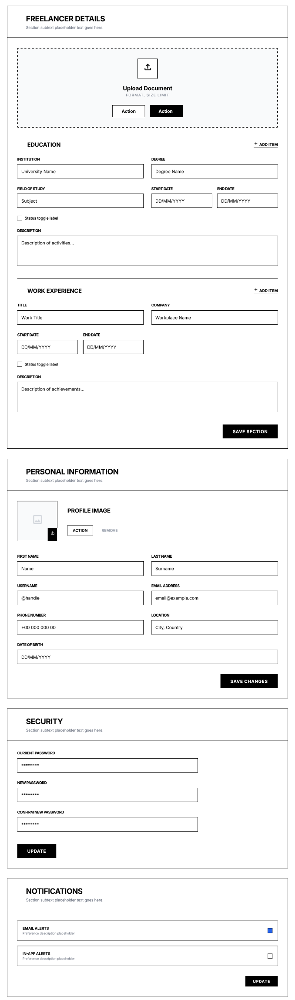 FREELANCER DETAILS
Section subtext placeholder text goes here.
Upload Document
FORMAT, SIZE LIMIT
Action Action
EDUCATION + ADD ITEM
INSTITUTION DEGREE
University Name Degree Name
FIELD OF STUDY START DATE END DATE
Subject DD/MM/YYYY DD/MM/YYYY
Status toggle label
DESCRIPTION
Description of activities...
WORK EXPERIENCE + ADD ITEM
TITLE COMPANY
Work Title Workplace Name
START DATE END DATE
DD/MM/YYYY DD/MM/YYYY
Status toggle label
DESCRIPTION
Description of achievements...
SAVE SECTION
PERSONAL INFORMATION
Section subtext placeholder text goes here.
PROFILE IMAGE
ACTION REMOVE
FIRST NAME LAST NAME
Name Surname
USERNAME EMAIL ADDRESS
@handle email@example.com
PHONE NUMBER LOCATION
+00 000 000 00 City, Country
DATE OF BIRTH
DD/MM/YYYY
SAVE CHANGES
SECURITY
Section subtext placeholder text goes here.
CURRENT PASSWORD
********
NEW PASSWORD
********
CONFIRM NEW PASSWORD
********
UPDATE
NOTIFICATIONS
Section subtext placeholder text goes here.
EMAIL ALERTS
Preference description placeholder
IN-APP ALERTS
Preference description placeholder
UPDATE